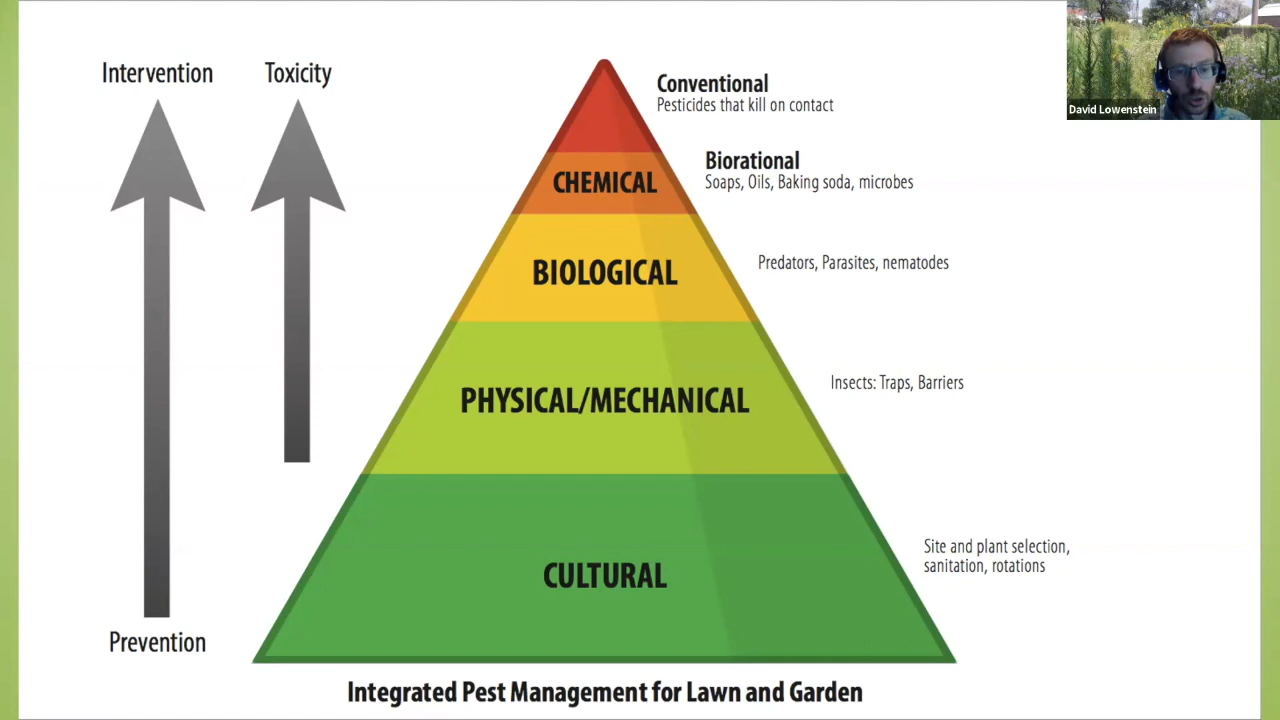 Intervention
Toxicity
Conventional
Pesticides that kill on contact
David Lowenstein
Biorational
Soaps, Oils, Baking soda, microbes
CHEMICAL
BIOLOGICAL
Predators, Parasites, nematodes
PHYSICAL/MECHANICAL
Insects: Traps, Barriers
CULTURAL
Site and plant selection,
sanitation, rotations
Prevention
Integrated Pest Management for Lawn and Garden